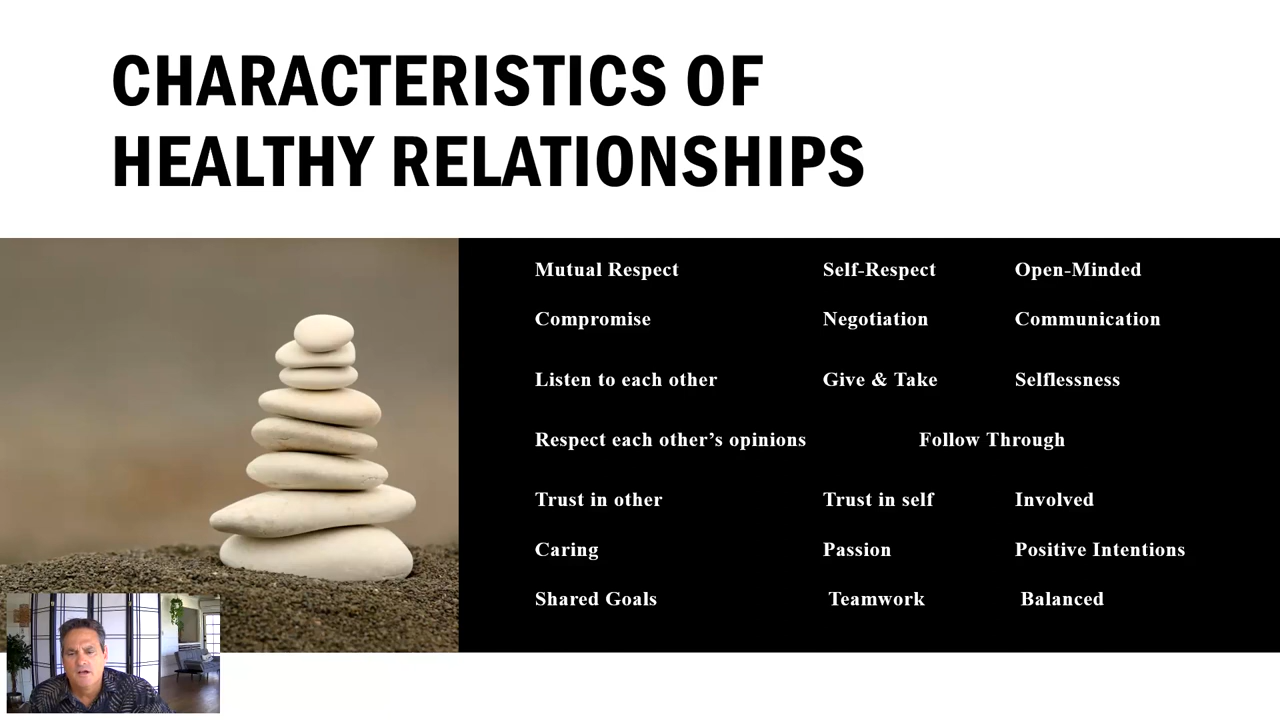 CHARACTERISTICS OF
HEALTHY RELATIONSHIPS
Mutual Respect Self-Respect Open-Minded
Compromise Negotiation Communication
Listen to each other Give & Take Selflessness
Respect each other’s opinions Follow Through
Trust in other Trust in self Involved
Caring Passion Positive Intentions
Shared Goals Teamwork Balanced